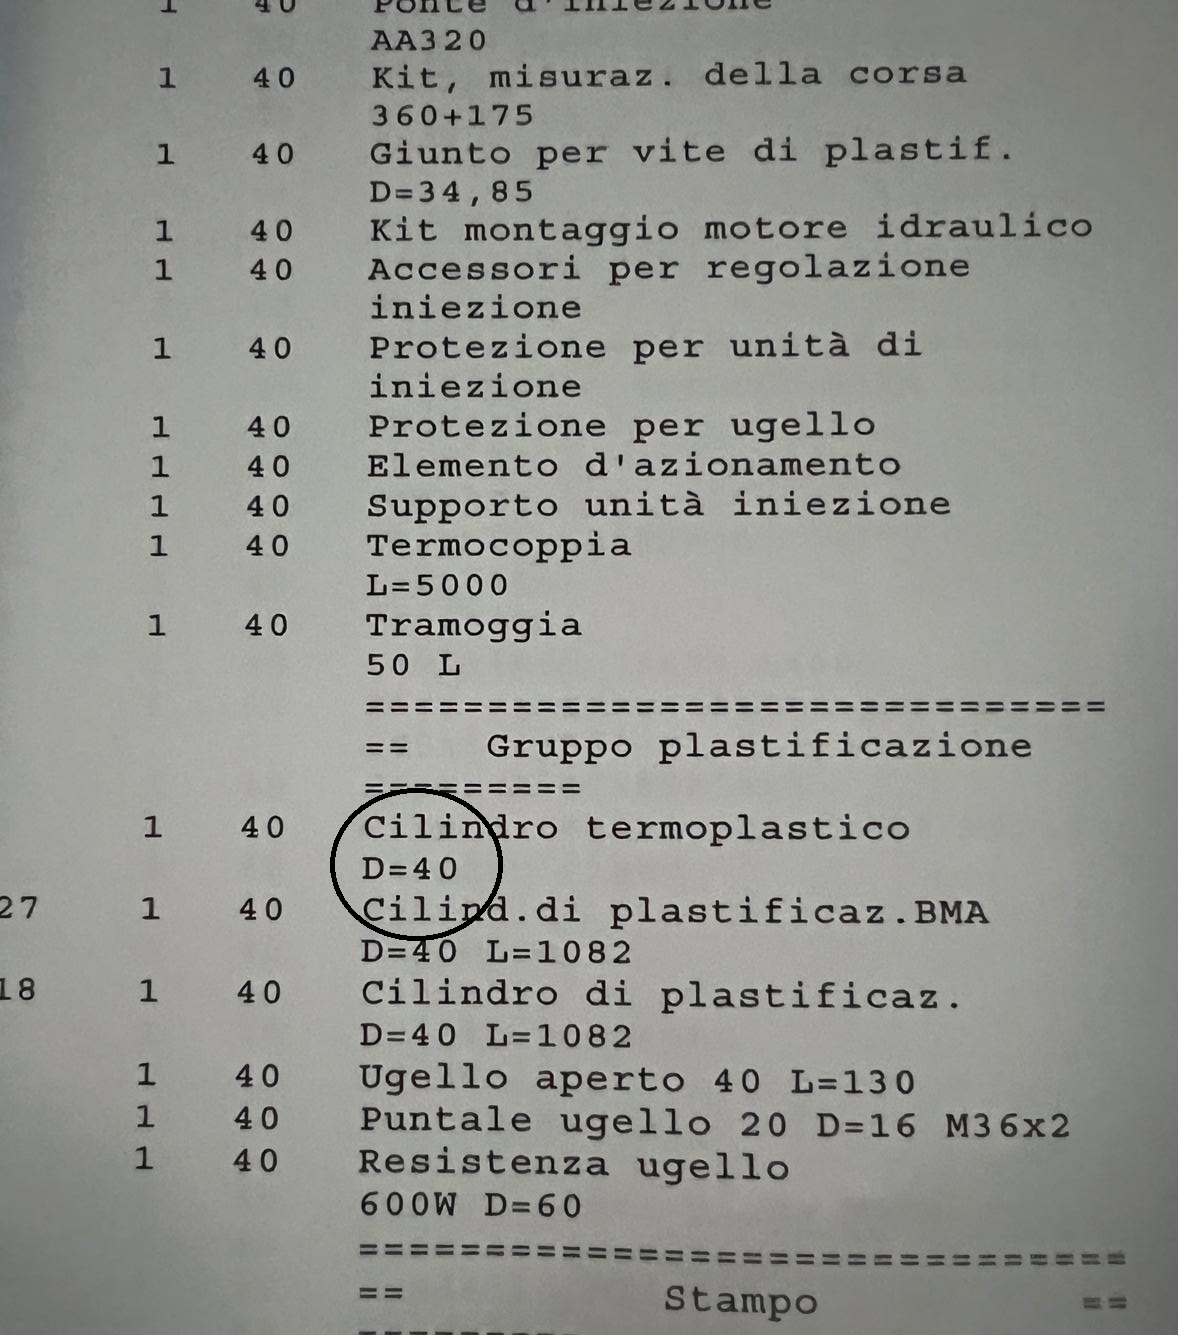 1 40 Ponte d'iniezione
AA320
1 40 Kit, misuraz. della corsa
360+175
1 40 Giunto per vite di plastif.
D=34,85
1 40 Kit montaggio motore idraulico
1 40 Accessori per regolazione
iniezione
1 40 Protezione per unità di
iniezione
1 40 Protezione per ugello
1 40 Elemento d'azionamento
1 40 Supporto unità iniezione
1 40 Termocoppia
L=5000
1 40 Tramoggia
50 L
===============================
== Gruppo plastificazione
=========
1 40 Cilindro termoplastico
D=40
27 1 40 Cilind.di plastificaz.BMA
D=40 L=1082
18 1 40 Cilindro di plastificaz.
D=40 L=1082
1 40 Ugello aperto 40 L=130
1 40 Puntale ugello 20 D=16 M36x2
1 40 Resistenza ugello
600W D=60
===============================
== Stampo ==